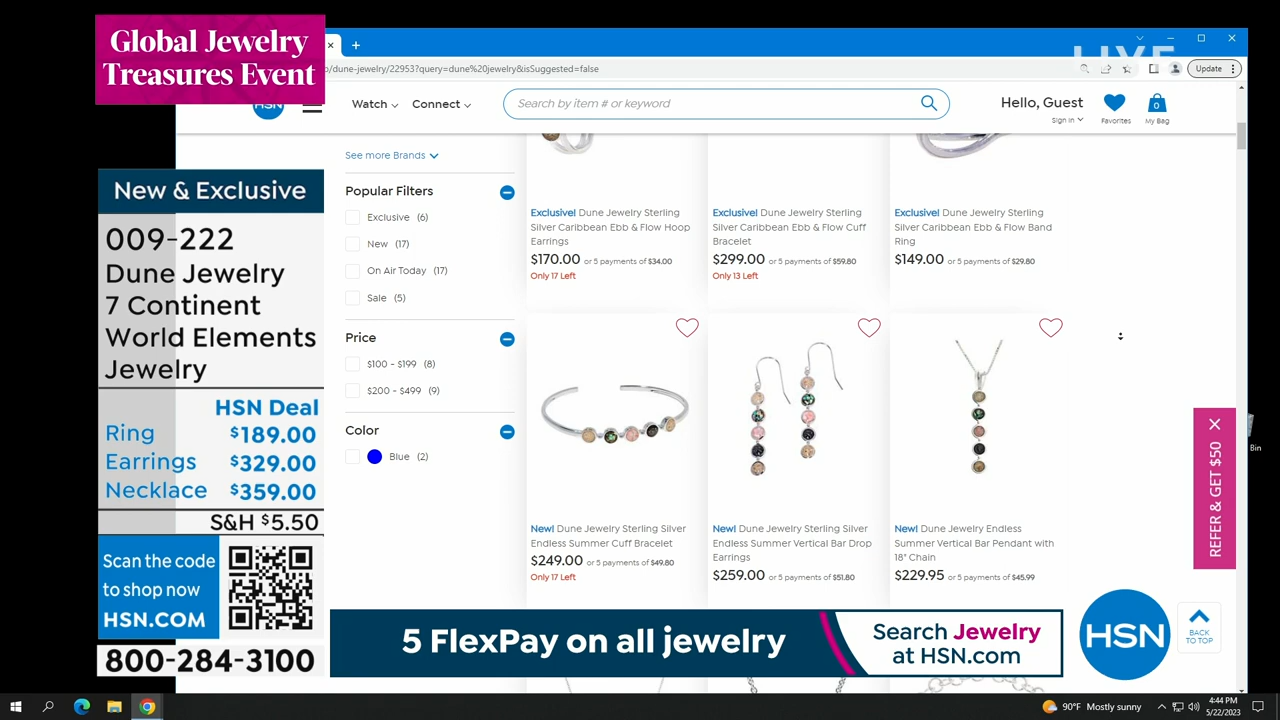 Global Jewelry
Treasures Event
LIVE
/dune-jewelry/22953?query=dune%20jewelry&isSuggested=false
Update
HSN
Watch
Connect
Search by item # or keyword
Hello, Guest
Sign In
Favorites
0
My Bag
See more Brands
Popular Filters
Exclusive (6)
New (17)
On Air Today (17)
Sale (5)
Price
$100 - $199 (8)
$200 - $499 (9)
Color
Blue (2)
Exclusive! Dune Jewelry Sterling
Silver Caribbean Ebb & Flow Hoop
Earrings
$170.00 or 5 payments of $34.00
Only 17 Left
Exclusive! Dune Jewelry Sterling
Silver Caribbean Ebb & Flow Cuff
Bracelet
$299.00 or 5 payments of $59.80
Only 13 Left
Exclusive! Dune Jewelry Sterling
Silver Caribbean Ebb & Flow Band
Ring
$149.00 or 5 payments of $29.80
New! Dune Jewelry Sterling Silver
Endless Summer Cuff Bracelet
$249.00 or 5 payments of $49.80
Only 17 Left
New! Dune Jewelry Sterling Silver
Endless Summer Vertical Bar Drop
Earrings
$259.00 or 5 payments of $51.80
New! Dune Jewelry Endless
Summer Vertical Bar Pendant with
18" Chain
$229.95 or 5 payments of $45.99
REFER & GET $50
Bin
New & Exclusive
009-222
Dune Jewelry
7 Continent
World Elements
Jewelry
HSN Deal
Ring $189.00
Earrings $329.00
Necklace $359.00
S&H $5.50
Scan the code
to shop now
HSN.COM
800-284-3100
5 FlexPay on all jewelry
Search Jewelry
at HSN.com
HSN
BACK
TO TOP
90°F Mostly sunny
4:44 PM
5/22/2023